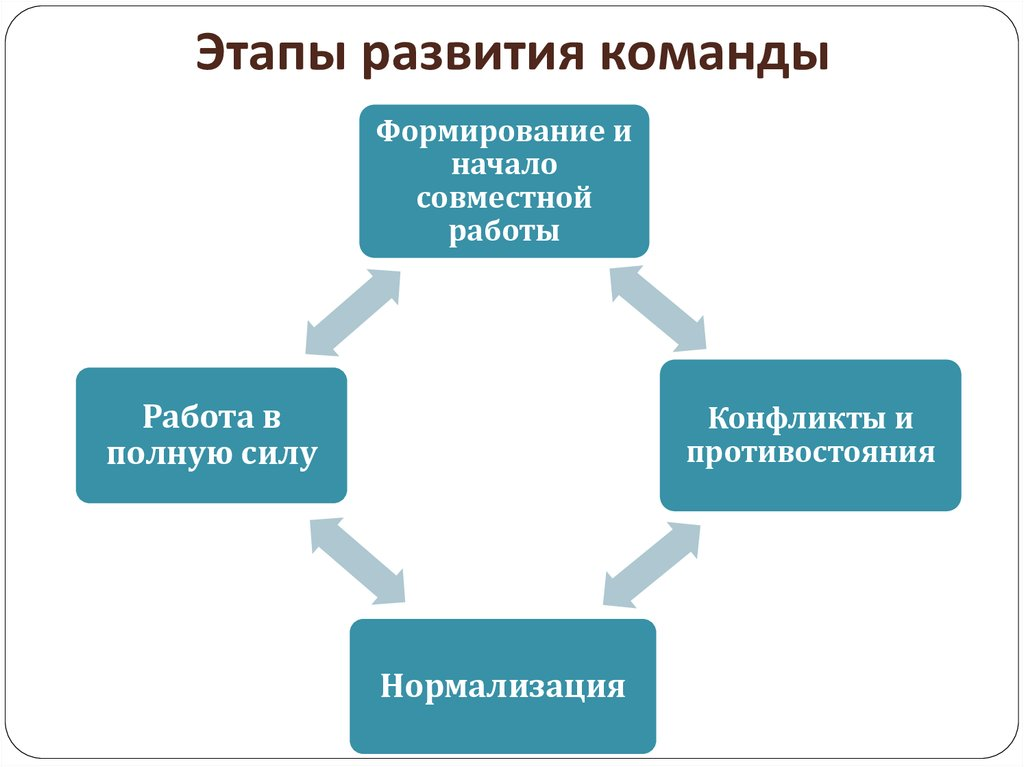 Этапы развития команды
Формирование и
начало
совместной
работы
Работа в
полную силу
Конфликты и
противостояния
Нормализация